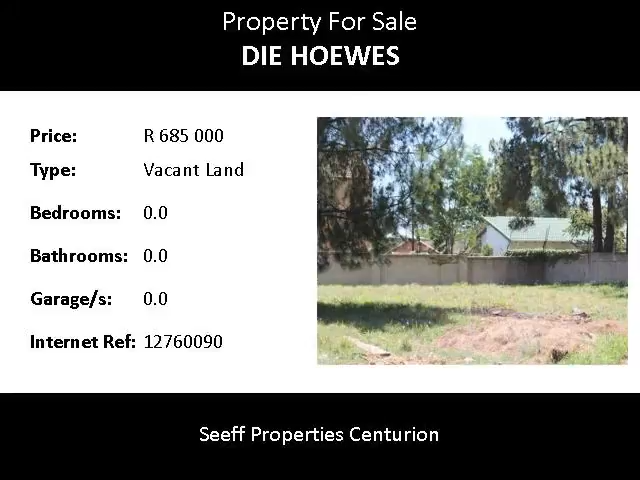 Property For Sale
DIE HOEWES
Price: R 685 000
Type: Vacant Land
Bedrooms: 0.0
Bathrooms: 0.0
Garage/s: 0.0
Internet Ref: 12760090
Seeff Properties Centurion